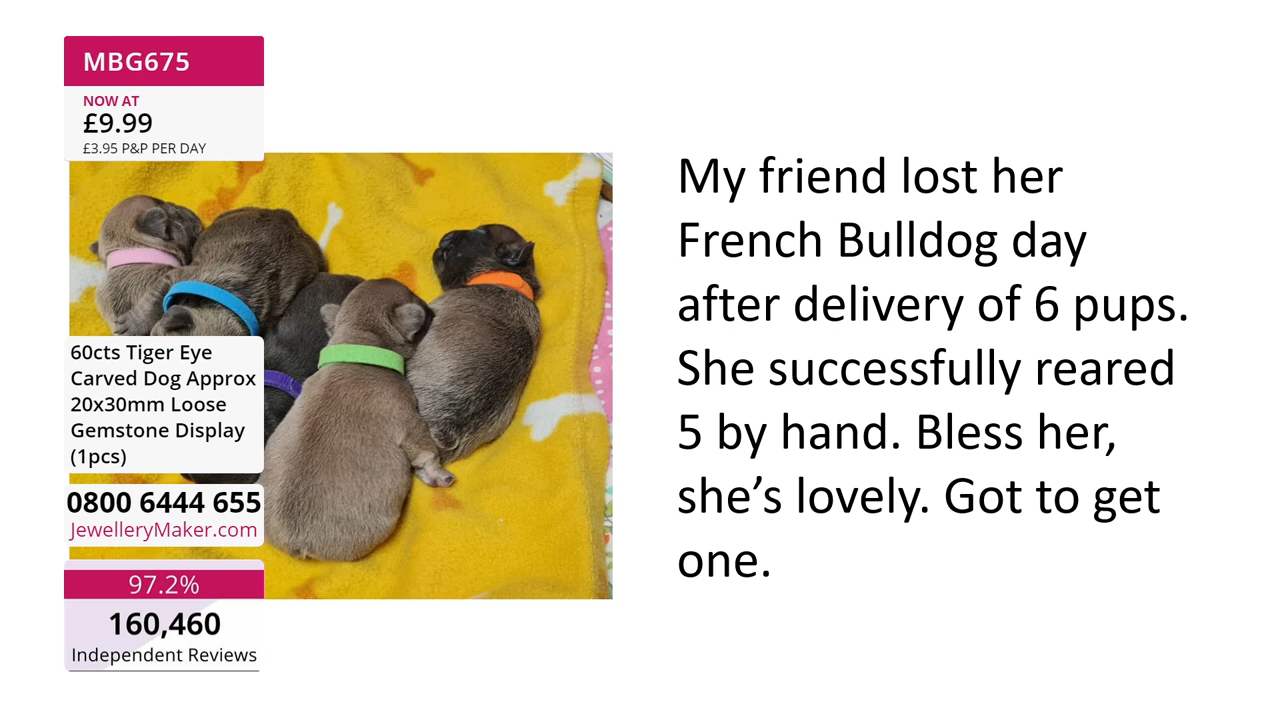 MBG675
NOW AT
£9.99
£3.95 P&P PER DAY
60cts Tiger Eye
Carved Dog Approx
20x30mm Loose
Gemstone Display
(1pcs)
0800 6444 655
JewelleryMaker.com
97.2%
160,460
Independent Reviews
My friend lost her
French Bulldog day
after delivery of 6 pups.
She successfully reared
5 by hand. Bless her,
she’s lovely. Got to get
one.